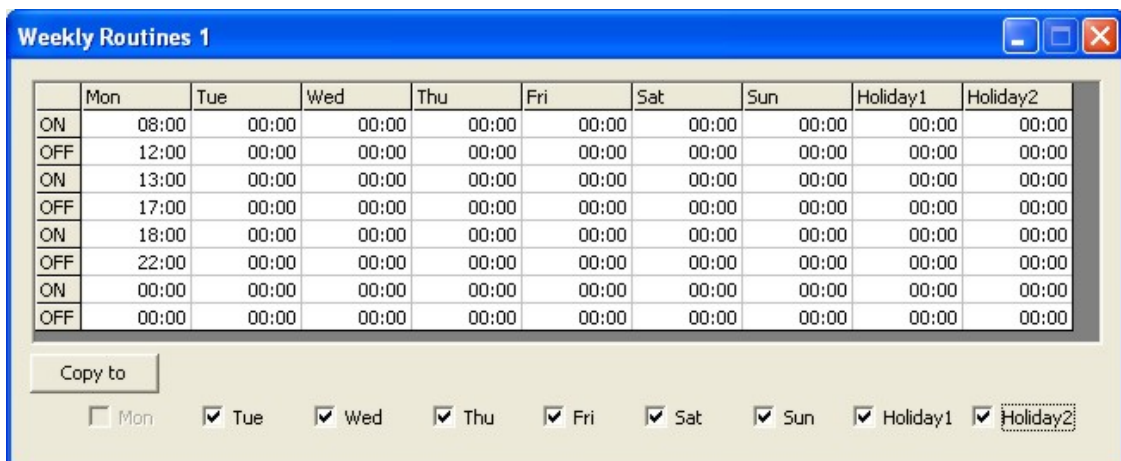 Weekly Routines 1
Mon Tue Wed Thu Fri Sat Sun Holiday1 Holiday2
ON 08:00 00:00 00:00 00:00 00:00 00:00 00:00 00:00 00:00
OFF 12:00 00:00 00:00 00:00 00:00 00:00 00:00 00:00 00:00
ON 13:00 00:00 00:00 00:00 00:00 00:00 00:00 00:00 00:00
OFF 17:00 00:00 00:00 00:00 00:00 00:00 00:00 00:00 00:00
ON 18:00 00:00 00:00 00:00 00:00 00:00 00:00 00:00 00:00
OFF 22:00 00:00 00:00 00:00 00:00 00:00 00:00 00:00 00:00
ON 00:00 00:00 00:00 00:00 00:00 00:00 00:00 00:00 00:00
OFF 00:00 00:00 00:00 00:00 00:00 00:00 00:00 00:00 00:00
Copy to
Mon Tue Wed Thu Fri Sat Sun Holiday1 Holiday2